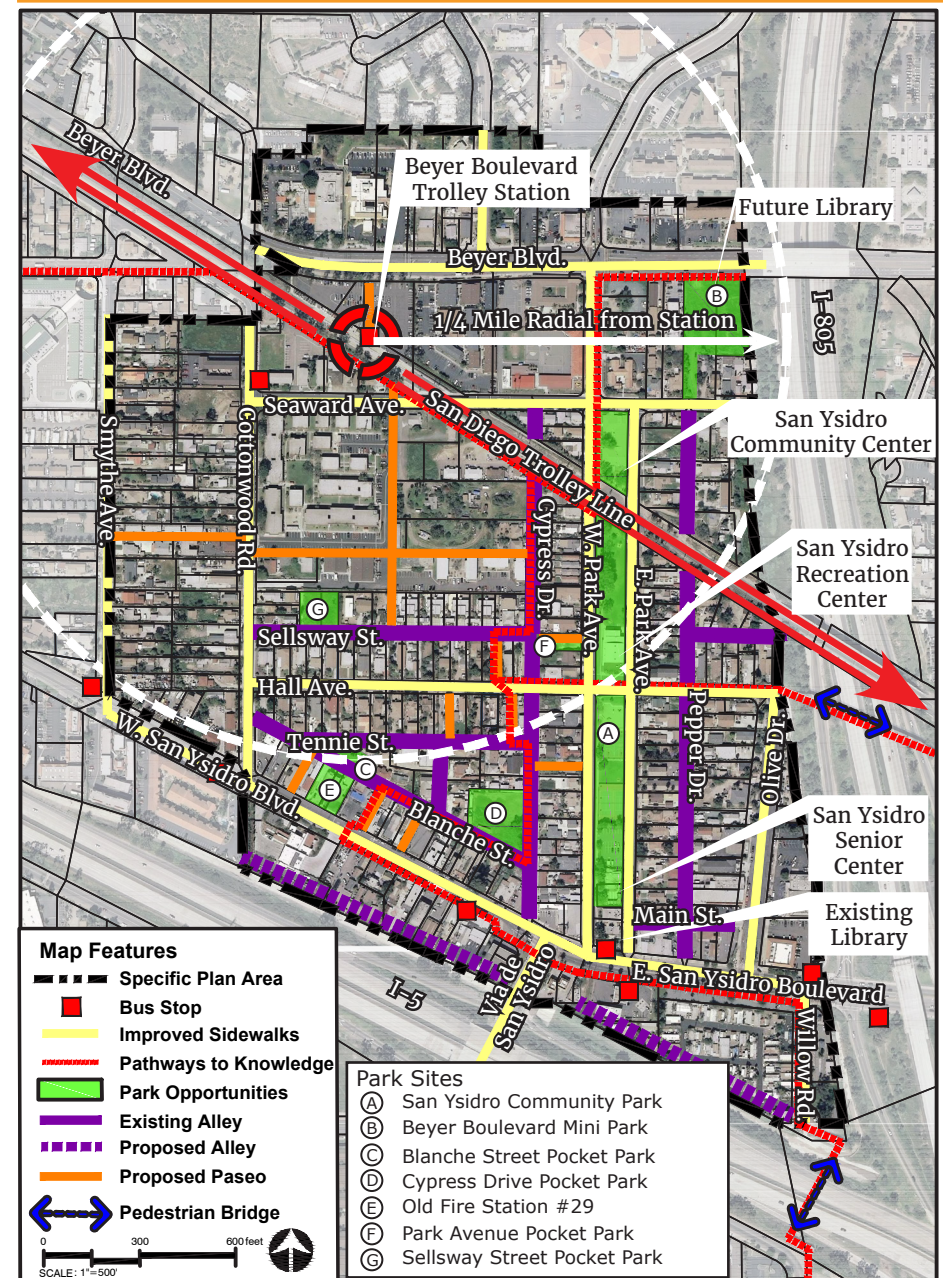 Beyer Blvd.
Beyer Boulevard
Trolley Station
Future Library
Beyer Blvd.
B
1/4 Mile Radial from Station
I-805
Seaward Ave.
San Diego Trolley Line
San Ysidro
Community Center
Smythe Ave.
Cottonwood Rd.
Cypress Dr.
W. Park Ave.
E. Park Ave.
San Ysidro
Recreation
Center
G
Sellsway St.
F
Hall Ave.
Pepper Dr.
Olive Dr.
A
Tennie St.
C
E
W. San Ysidro Blvd.
Blanche St.
D
San Ysidro
Senior
Center
Main St.
Existing
Library
E. San Ysidro Boulevard
Via de
San Ysidro
I-5
Willow Rd.
Map Features
Specific Plan Area
Bus Stop
Improved Sidewalks
Pathways to Knowledge
Park Opportunities
Existing Alley
Proposed Alley
Proposed Paseo
Pedestrian Bridge
0 300 600 feet
SCALE: 1"=500'
Park Sites
A San Ysidro Community Park
B Beyer Boulevard Mini Park
C Blanche Street Pocket Park
D Cypress Drive Pocket Park
E Old Fire Station #29
F Park Avenue Pocket Park
G Sellsway Street Pocket Park